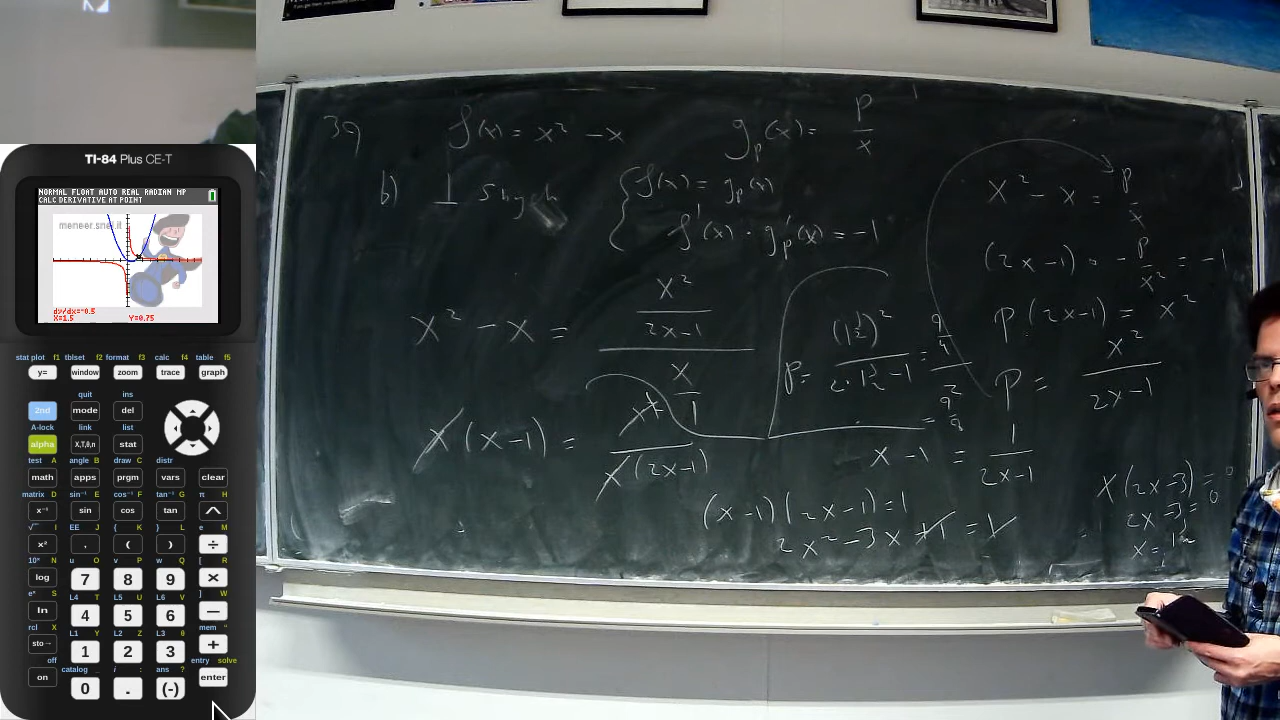 TI-84 Plus CE-T
NORMAL FLOAT AUTO REAL RADIAN MP
CALC DERIVATIVE AT POINT
meneer.snel.it
dy/dx=-0.5
X=1.5 Y=0.75
stat plot f1 tblset f2 format f3 calc f4 table f5
y= window zoom trace graph
quit ins
2nd mode del
A-lock link list
alpha X,T,θ,n stat
test A angle B draw C distr
math apps prgm vars clear
matrix D sin⁻¹ E cos⁻¹ F tan⁻¹ G π H
x⁻¹ sin cos tan ^
√ I EE J { K } L e M
x² , ( ) ÷
10ˣ N u O v P w Q [ R
log 7 8 9 ×
eˣ S L4 T L5 U L6 V ] W
ln 4 5 6 —
rcl X L1 Y L2 Z L3 θ mem "
sto→ 1 2 3 +
off catalog i : ans ? entry solve
on 0 . (-) enter
39 f(x) = x² - x gp(x) = p/x
b) ⊥ { f(x) = gp(x)
f'(x) · gp'(x) = -1
x² - x = p/x
(2x-1) · -p/x² = -1
p(2x-1) = x²
p = x²/(2x-1)
x² - x = (x²/(2x-1))/(x/1)
p = (1½)²/(2·1½-1) = (9/4)/2 = 9/8
x(x-1) = x²/(x(2x-1))
x - 1 = 1/(2x-1)
(x-1)(2x-1) = 1
2x² - 3x + 1 = 1
x(2x-3) = 0
2x - 3 = 0
x = 1½